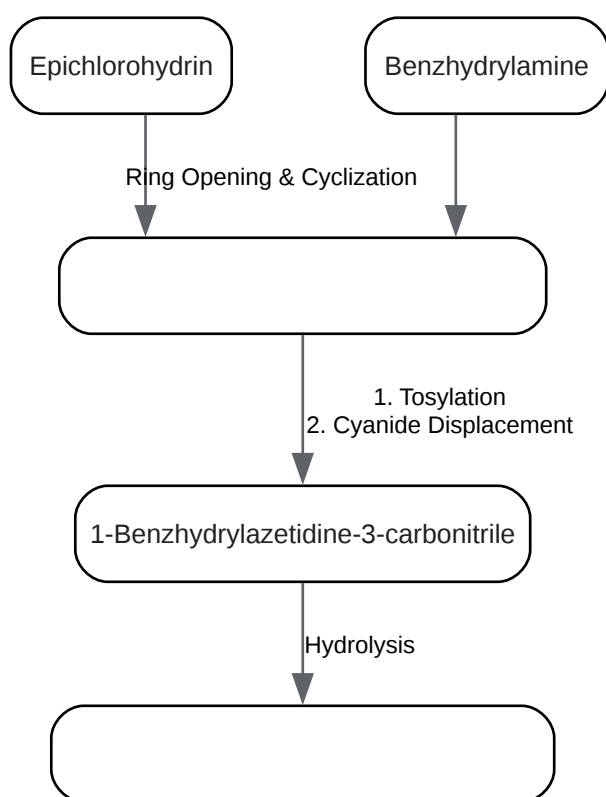 Epichlorohydrin
Benzhydrylamine
Ring Opening & Cyclization
1. Tosylation
2. Cyanide Displacement
1-Benzhydrylazetidine-3-carbonitrile
Hydrolysis